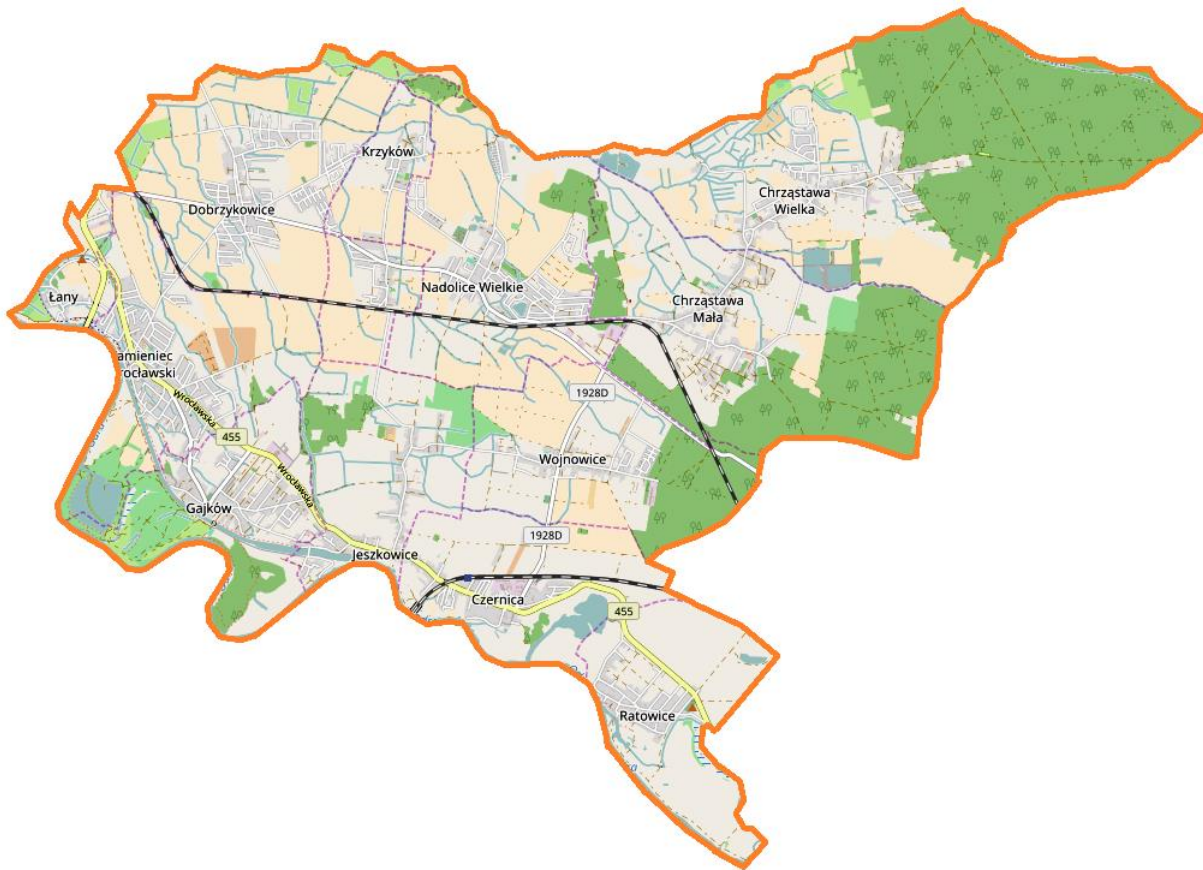 Krzyków
Chrząstawa
Wielka
Dobrzykowice
Nadolice Wielkie
Łany
Chrząstawa
Mała
amieniec
rocławski
1928D
Wrocławska
455
Wojnowice
Wrocławska
Gajków
1928D
Jeszkowice
Czernica
455
Ratowice